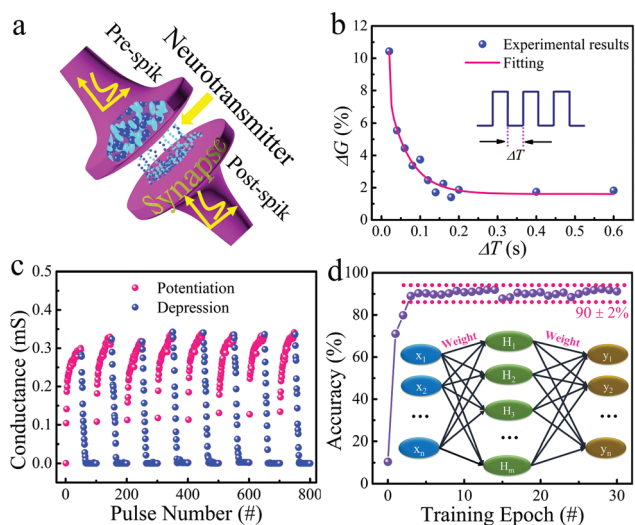 a
Pre-spik
Neurotransmitter
Synapse
Post-spik
b
Experimental results
Fitting
ΔT
ΔG (%)
12
10
8
6
4
2
0
0.0 0.1 0.2 0.3 0.4 0.5 0.6
ΔT (s)
c
Potentiation
Depression
Conductance (mS)
0.5
0.4
0.3
0.2
0.1
0.0
0 200 400 600 800
Pulse Number (#)
d
Accuracy (%)
100
80
60
40
20
0
90 ± 2%
Weight Weight
x₁ H₁ y₁
x₂ H₂ y₂
••• H₃ •••
xₙ ••• yₙ
Hₘ
0 10 20 30
Training Epoch (#)